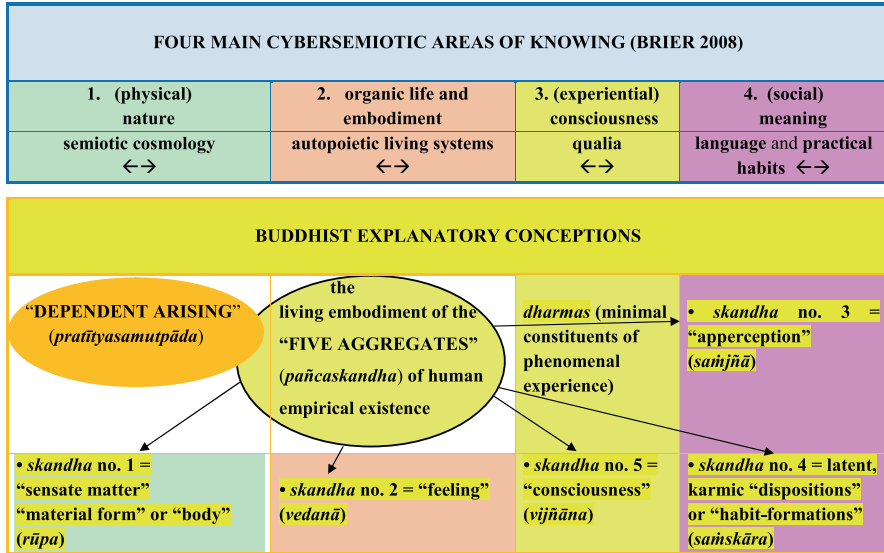 FOUR MAIN CYBERSEMIOTIC AREAS OF KNOWING (BRIER 2008)
1. (physical)
nature
semiotic cosmology
←→
2. organic life and
embodiment
autopoietic living systems
←→
3. (experiential)
consciousness
qualia
←→
4. (social)
meaning
language and practical
habits ←→
BUDDHIST EXPLANATORY CONCEPTIONS
“DEPENDENT ARISING”
(pratītyasamutpāda)
the
living embodiment of the
“FIVE AGGREGATES”
(pañcaskandha) of human
empirical existence
dharmas (minimal
constituents of
phenomenal
experience)
• skandha no. 3 =
“apperception”
(saṁjñā)
• skandha no. 1 =
“sensate matter”
“material form” or “body”
(rūpa)
• skandha no. 2 = “feeling”
(vedanā)
• skandha no. 5 =
“consciousness”
(vijñāna)
• skandha no. 4 = latent,
karmic “dispositions”
or “habit-formations”
(saṁskāra)